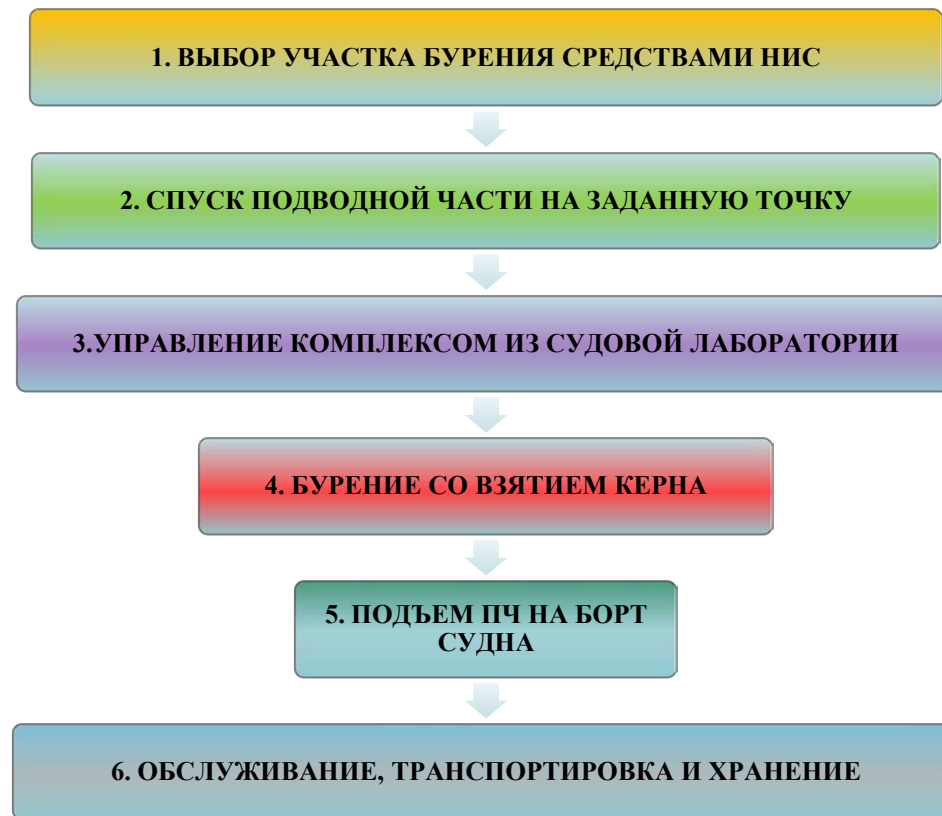 1. ВЫБОР УЧАСТКА БУРЕНИЯ СРЕДСТВАМИ НИС
2. СПУСК ПОДВОДНОЙ ЧАСТИ НА ЗАДАННУЮ ТОЧКУ
3.УПРАВЛЕНИЕ КОМПЛЕКСОМ ИЗ СУДОВОЙ ЛАБОРАТОРИИ
4. БУРЕНИЕ СО ВЗЯТИЕМ КЕРНА
5. ПОДЪЕМ ПЧ НА БОРТ
СУДНА
6. ОБСЛУЖИВАНИЕ, ТРАНСПОРТИРОВКА И ХРАНЕНИЕ